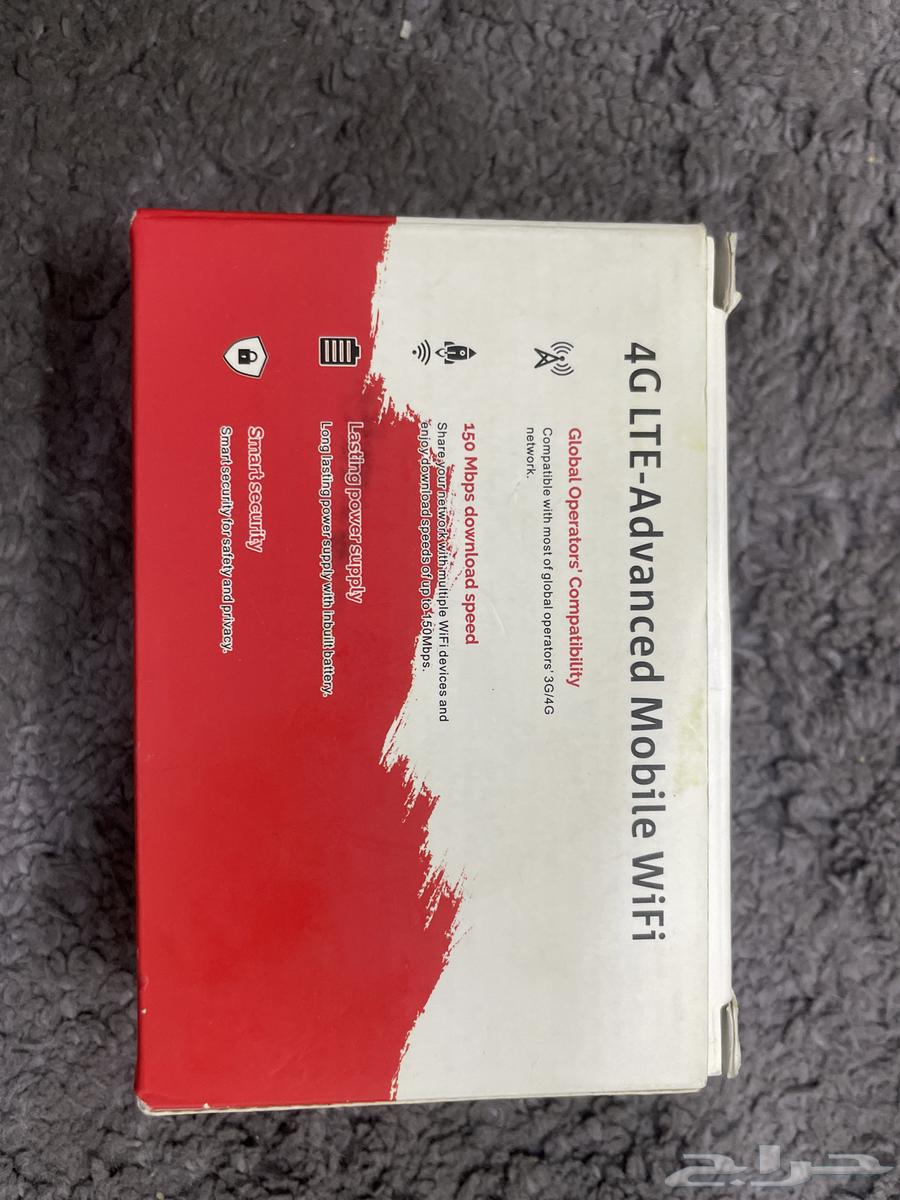 4G LTE-Advanced Mobile WiFi
Global Operators' Compatibility
Compatible with most of global operators' 3G/4G
network.
150 Mbps download speed
Share your network with multiple WiFi devices and
enjoy download speeds of up to 150Mbps.
Lasting power supply
Long lasting power supply with inbuilt battery.
Smart security
Smart security for safety and privacy.
حراج